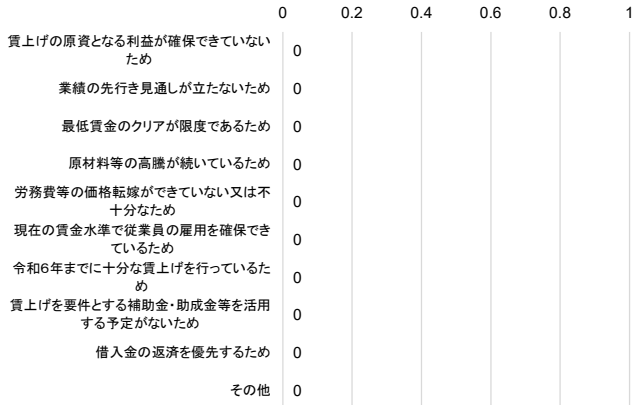 0 0.2 0.4 0.6 0.8 1
賃上げの原資となる利益が確保できていない
ため
0
業績の先行き見通しが立たないため 0
最低賃金のクリアが限度であるため 0
原材料等の高騰が続いているため 0
労務費等の価格転嫁ができていない又は不
十分なため
0
現在の賃金水準で従業員の雇用を確保でき
ているため
0
令和6年までに十分な賃上げを行っているた
め
0
賃上げを要件とする補助金・助成金等を活用
する予定がないため
0
借入金の返済を優先するため 0
その他 0